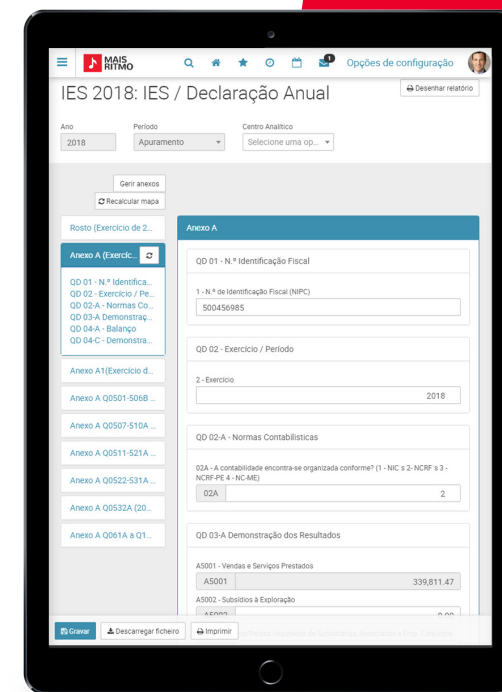 MAIS
RITMO
1
Opções de configuração
IES 2018: IES / Declaração Anual
Desenhar relatório
Ano
Período
Centro Analítico
2018
Apuramento
Selecione uma op...
Gerir anexos
Recalcular mapa
Rosto (Exercício de 2...
Anexo A
Anexo A (Exercíc...
QD 01 - N.º Identifica...
QD 02 - Exercício / Pe...
QD 02-A - Normas Co...
QD 03-A Demonstraç...
QD 04-A - Balanço
QD 04-C - Demonstra...
Anexo A1(Exercício d...
Anexo A Q0501-506B ...
Anexo A Q0507-510A ...
Anexo A Q0511-521A ...
Anexo A Q0522-531A ...
Anexo A Q0532A (20...
Anexo A Q061A a Q1...
QD 01 - N.º Identificação Fiscal
1 - N.º de Identificação Fiscal (NIPC)
500456985
QD 02 - Exercício / Período
2 - Exercício
2018
QD 02-A - Normas Contabilisticas
02A - A contabilidade encontra-se organizada conforme? (1 - NIC s 2- NCRF s 3 -
NCRF-PE 4 - NC-ME)
02A
2
QD 03-A Demonstração dos Resultados
A5001 - Vendas e Serviços Prestados
A5001
339,811.47
A5002 - Subsídios à Exploração
A5002
0.00
Gravar
Descarregar ficheiro
Imprimir